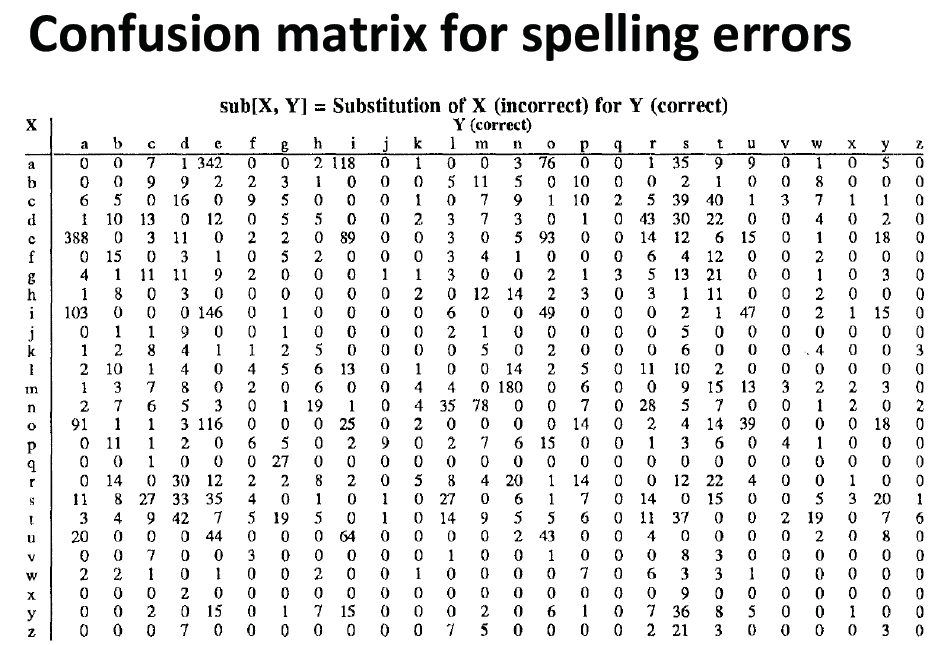 Confusion matrix for spelling errors
sub[X, Y] = Substitution of X (incorrect) for Y (correct)
X Y (correct)
a b c d e f g h i j k l m n o p q r s t u v w x y z
a 0 0 7 1 342 0 0 2 118 0 1 0 0 3 76 0 0 1 35 9 9 0 1 0 5 0
b 0 0 9 9 2 2 3 1 0 0 0 5 11 5 0 10 0 0 2 1 0 0 8 0 0 0
c 6 5 0 16 0 9 5 0 0 0 1 0 7 9 1 10 2 5 39 40 1 3 7 1 1 0
d 1 10 13 0 12 0 5 5 0 0 2 3 7 3 0 1 0 43 30 22 0 0 4 0 2 0
e 388 0 3 11 0 2 2 0 89 0 0 3 0 5 93 0 0 14 12 6 15 0 1 0 18 0
f 0 15 0 3 1 0 5 2 0 0 0 3 4 1 0 0 0 6 4 12 0 0 2 0 0 0
g 4 1 11 11 9 2 0 0 0 1 1 3 0 0 2 1 3 5 13 21 0 0 1 0 3 0
h 1 8 0 3 0 0 0 0 0 0 2 0 12 14 2 3 0 3 1 11 0 0 2 0 0 0
i 103 0 0 0 146 0 1 0 0 0 0 6 0 0 49 0 0 0 2 1 47 0 2 1 15 0
j 0 1 1 9 0 0 1 0 0 0 0 2 1 0 0 0 0 0 5 0 0 0 0 0 0 0
k 1 2 8 4 1 1 2 5 0 0 0 0 5 0 2 0 0 0 6 0 0 0 4 0 0 3
l 2 10 1 4 0 4 5 6 13 0 1 0 0 14 2 5 0 11 10 2 0 0 0 0 0 0
m 1 3 7 8 0 2 0 6 0 0 4 4 0 180 0 6 0 0 9 15 13 3 2 2 3 0
n 2 7 6 5 3 0 1 19 1 0 4 35 78 0 0 7 0 28 5 7 0 0 1 2 0 2
o 91 1 1 3 116 0 0 0 25 0 2 0 0 0 0 14 0 2 4 14 39 0 0 0 18 0
p 0 11 1 2 0 6 5 0 2 9 0 2 7 6 15 0 0 1 3 6 0 4 1 0 0 0
q 0 0 1 0 0 0 27 0 0 0 0 0 0 0 0 0 0 0 0 0 0 0 0 0 0 0
r 0 14 0 30 12 2 2 8 2 0 5 8 4 20 1 14 0 0 12 22 4 0 0 1 0 0
s 11 8 27 33 35 4 0 1 0 1 0 27 0 6 1 7 0 14 0 15 0 0 5 3 20 1
t 3 4 9 42 7 5 19 5 0 1 0 14 9 5 5 6 0 11 37 0 0 2 19 0 7 6
u 20 0 0 0 44 0 0 0 64 0 0 0 0 2 43 0 0 4 0 0 0 0 2 0 8 0
v 0 0 7 0 0 3 0 0 0 0 0 1 0 0 1 0 0 0 8 3 0 0 0 0 0 0
w 2 2 1 0 1 0 0 2 0 0 1 0 0 0 0 7 0 6 3 3 1 0 0 0 0 0
x 0 0 0 2 0 0 0 0 0 0 0 0 0 0 0 0 0 0 9 0 0 0 0 0 0 0
y 0 0 2 0 15 0 1 7 15 0 0 0 2 0 6 1 0 7 36 8 5 0 0 1 0 0
z 0 0 0 7 0 0 0 0 0 0 0 7 5 0 0 0 0 2 21 3 0 0 0 0 3 0